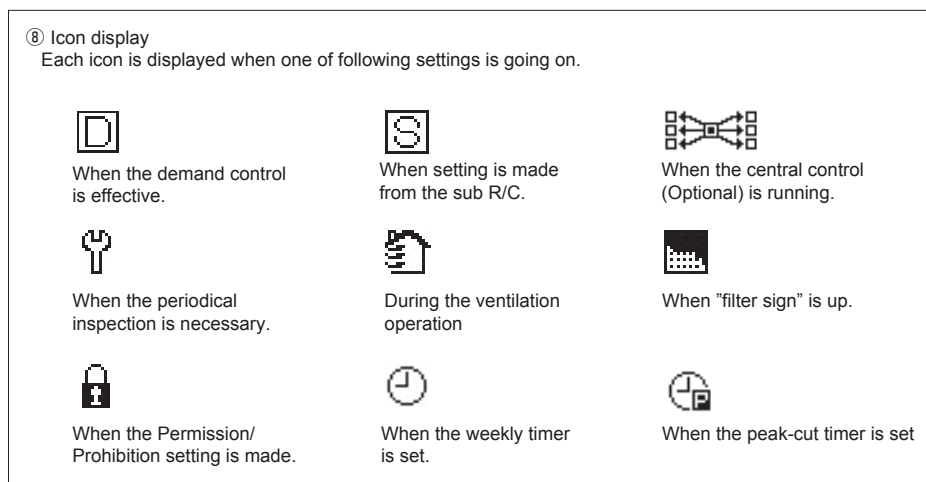 ⑧ Icon display
Each icon is displayed when one of following settings is going on.
D
S
When the demand control
is effective.
When setting is made
from the sub R/C.
When the central control
(Optional) is running.
When the periodical
inspection is necessary.
During the ventilation
operation
When ”filter sign” is up.
P
When the Permission/
Prohibition setting is made.
When the weekly timer
is set.
When the peak-cut timer is set